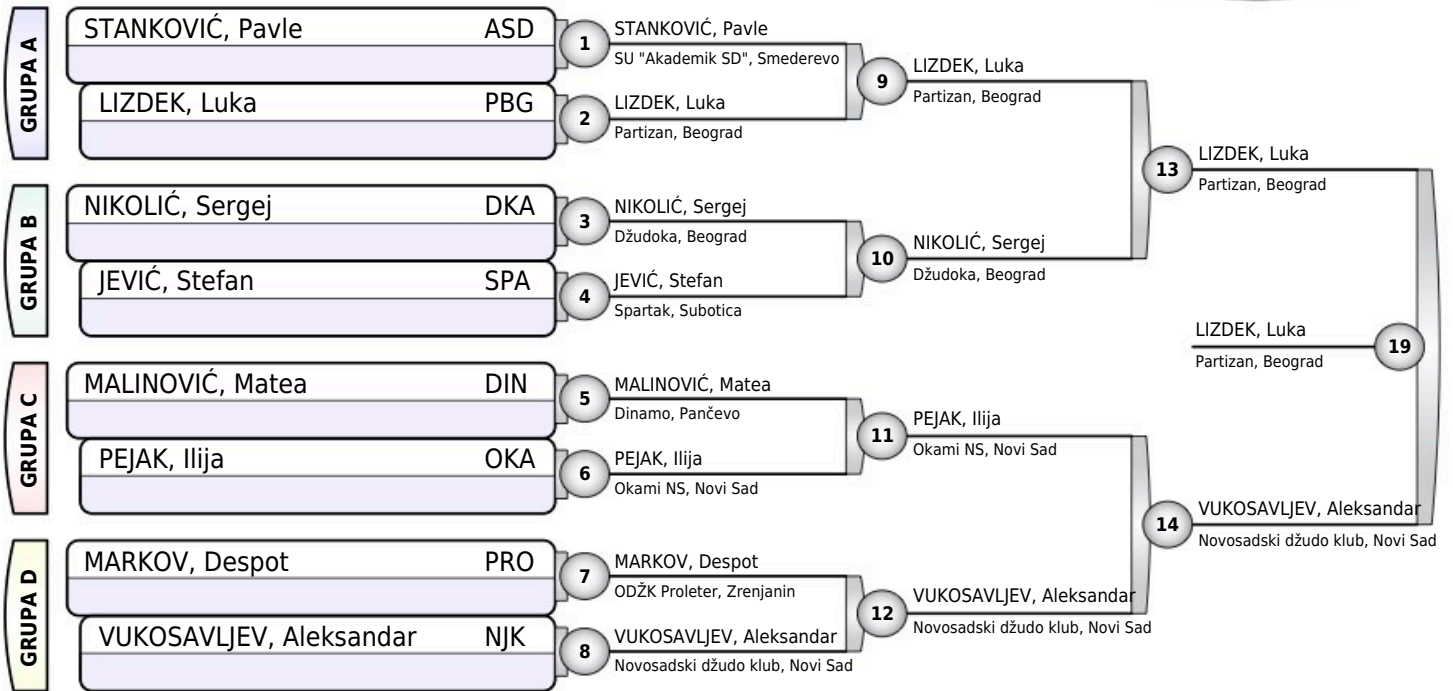 GRUPA A
STANKOVIĆ, Pavle ASD
LIZDEK, Luka PBG
1
STANKOVIĆ, Pavle
SU "Akademik SD", Smederevo
2
LIZDEK, Luka
Partizan, Beograd
9
LIZDEK, Luka
Partizan, Beograd
13
LIZDEK, Luka
Partizan, Beograd
GRUPA B
NIKOLIĆ, Sergej DKA
JEVIĆ, Stefan SPA
3
NIKOLIĆ, Sergej
Džudoka, Beograd
4
JEVIĆ, Stefan
Spartak, Subotica
10
NIKOLIĆ, Sergej
Džudoka, Beograd
LIZDEK, Luka
Partizan, Beograd
19
GRUPA C
MALINOVIĆ, Matea DIN
PEJAK, Ilija OKA
5
MALINOVIĆ, Matea
Dinamo, Pančevo
6
PEJAK, Ilija
Okami NS, Novi Sad
11
PEJAK, Ilija
Okami NS, Novi Sad
14
VUKOSAVLJEV, Aleksandar
Novosadski džudo klub, Novi Sad
GRUPA D
MARKOV, Despot PRO
VUKOSAVLJEV, Aleksandar NJK
7
MARKOV, Despot
ODŽK Proleter, Zrenjanin
8
VUKOSAVLJEV, Aleksandar
Novosadski džudo klub, Novi Sad
12
VUKOSAVLJEV, Aleksandar
Novosadski džudo klub, Novi Sad